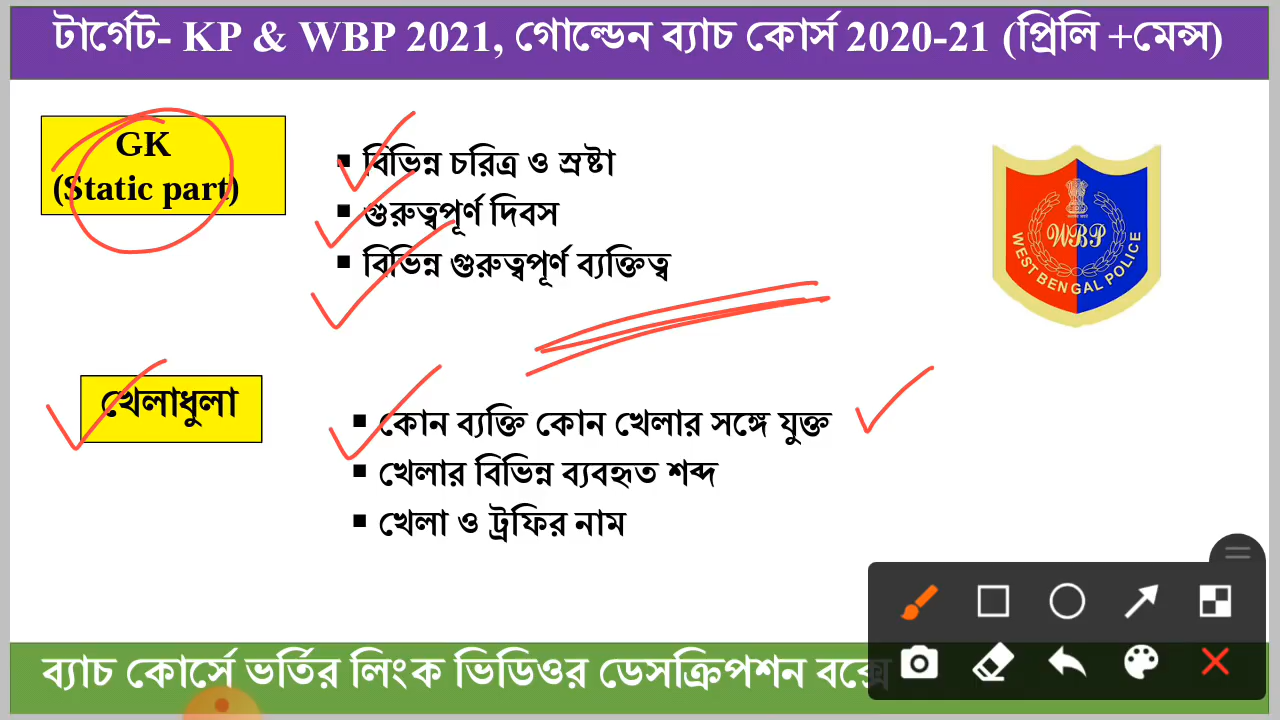 টার্গেট- KP & WBP 2021, গোল্ডেন ব্যাচ কোর্স 2020-21 (প্রিলি +মেন্স)
GK
(Static part)
বিভিন্ন চরিত্র ও স্রষ্টা
গুরুত্বপূর্ণ দিবস
বিভিন্ন গুরুত্বপূর্ণ ব্যক্তিত্ব
WBP
WEST BENGAL POLICE
খেলাধুলা
কোন ব্যক্তি কোন খেলার সঙ্গে যুক্ত
খেলার বিভিন্ন ব্যবহৃত শব্দ
খেলা ও ট্রফির নাম
ব্যাচ কোর্সে ভর্তির লিংক ভিডিওর ডেসক্রিপশন বক্সে